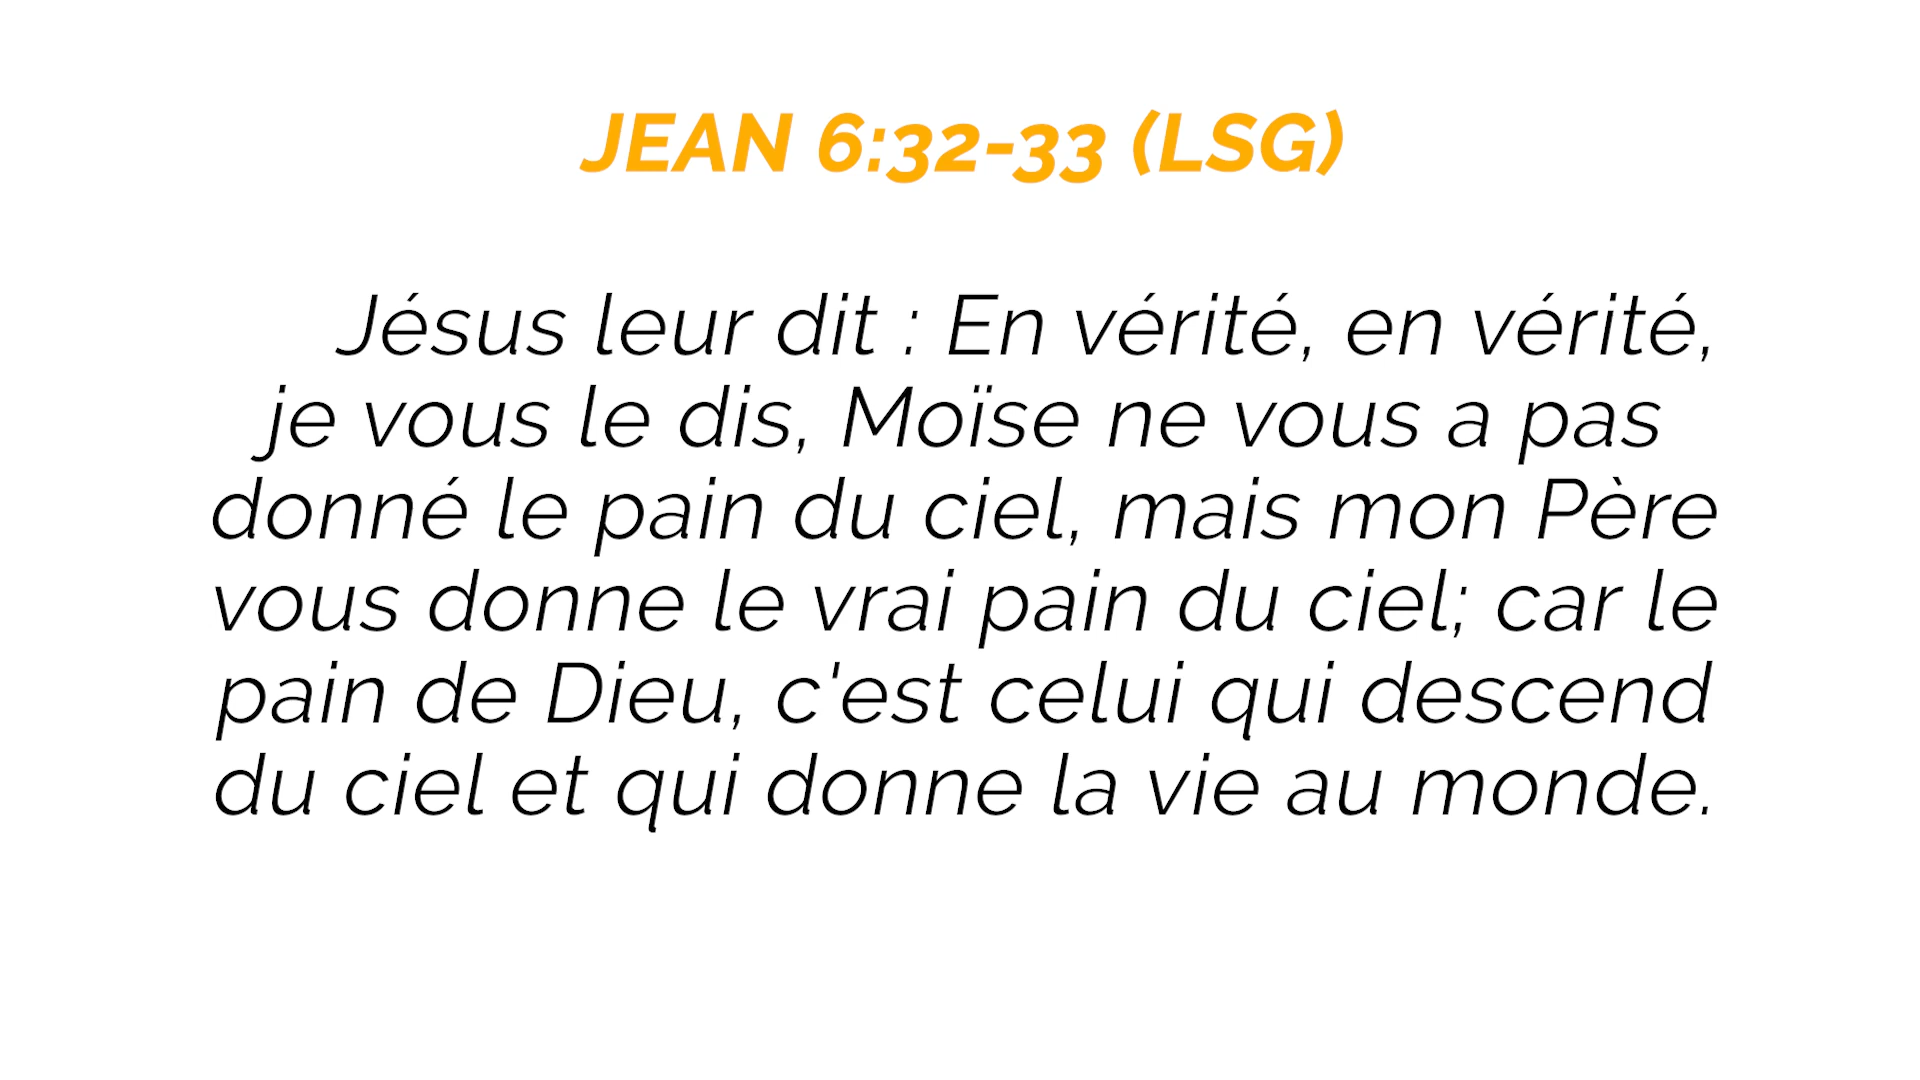 JEAN 6:32-33 (LSG)
Jésus leur dit : En vérité, en vérité,
je vous le dis, Moïse ne vous a pas
donné le pain du ciel, mais mon Père
vous donne le vrai pain du ciel; car le
pain de Dieu, c'est celui qui descend
du ciel et qui donne la vie au monde.